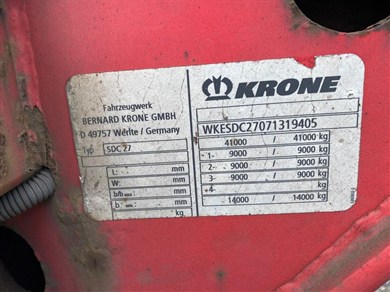 Fahrzeugwerk
BERNARD KRONE GMBH
D 49757 Werlte / Germany
Typ SDC 27
L: mm
W: mm
b/b mm
b mm
kg
KRONE
WKESDC27071319405
41000 / 41000 kg
-1- 9000 / 9000 kg
-2- 9000 / 9000 kg
-3- 9000 / 9000 kg
-4- / kg
14000 / 14000 kg